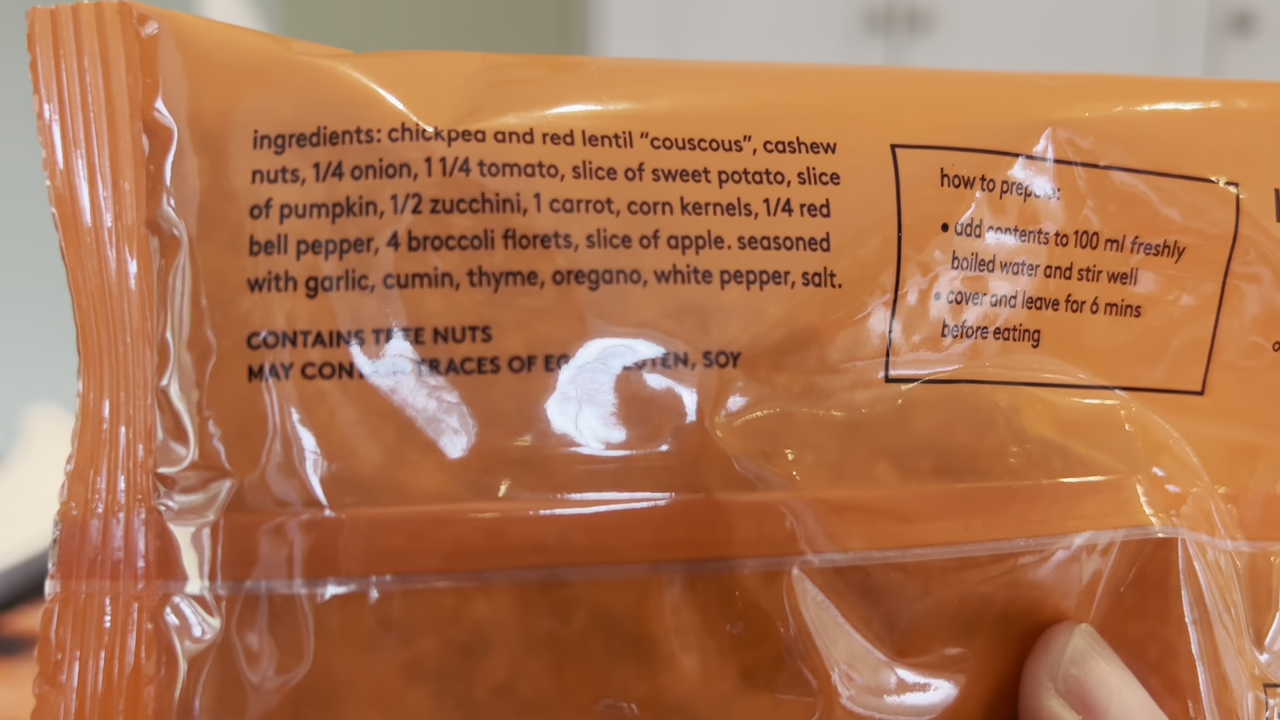 ingredients: chickpea and red lentil "couscous", cashew
nuts, 1/4 onion, 1 1/4 tomato, slice of sweet potato, slice
of pumpkin, 1/2 zucchini, 1 carrot, corn kernels, 1/4 red
bell pepper, 4 broccoli florets, slice of apple. seasoned
with garlic, cumin, thyme, oregano, white pepper, salt.
CONTAINS TREE NUTS
MAY TRACES OF SOY
how to prepare:
• add contents to 100 ml freshly
boiled water and stir well
• cover and leave for 6 mins
before eating